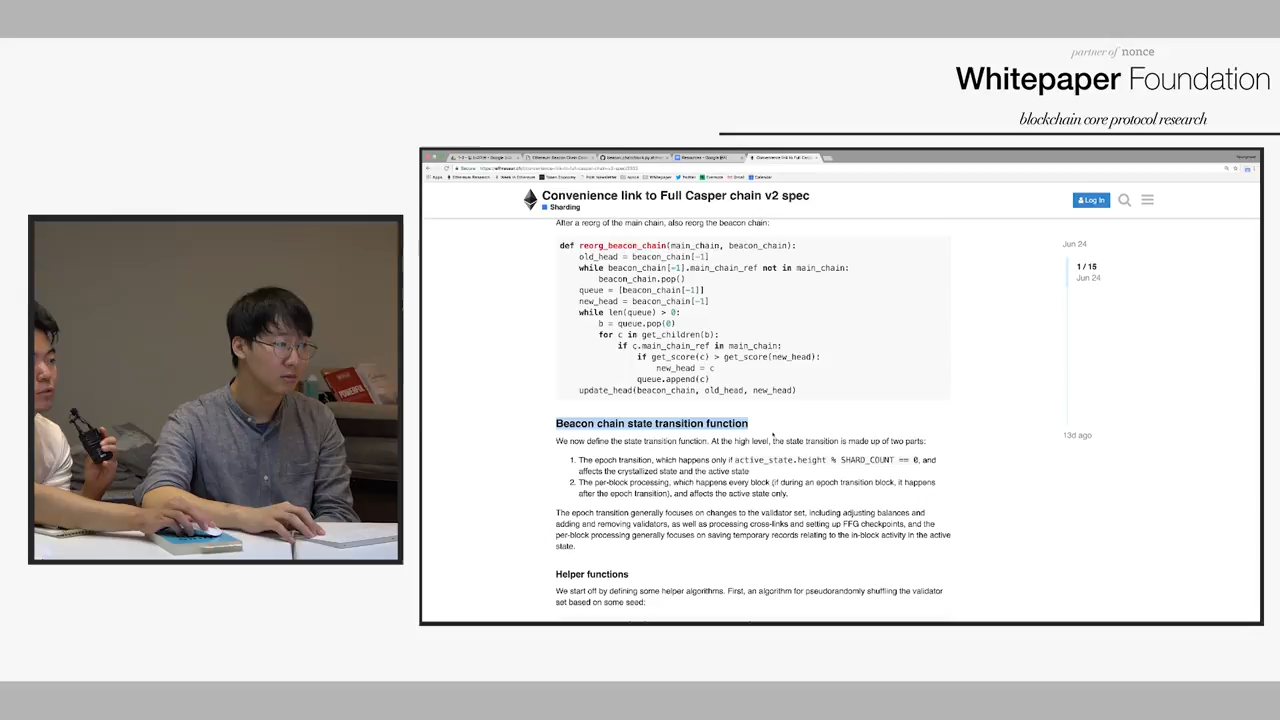 partner of nonce
Whitepaper Foundation
blockchain core protocol research
Convenience link to Full Casper chain v2 spec
Sharding
Log In
After a reorg of the main chain, also reorg the beacon chain:
def reorg_beacon_chain(main_chain, beacon_chain):
old_head = beacon_chain[-1]
while beacon_chain[-1].main_chain_ref not in main_chain:
beacon_chain.pop()
queue = [beacon_chain[-1]]
new_head = beacon_chain[-1]
while len(queue) > 0:
b = queue.pop(0)
for c in get_children(b):
if c.main_chain_ref in main_chain:
if get_score(c) > get_score(new_head):
new_head = c
queue.append(c)
update_head(beacon_chain, old_head, new_head)
Jun 24
1 / 15
Jun 24
13d ago
Beacon chain state transition function
We now define the state transition function. At the high level, the state transition is made up of two parts:
1. The epoch transition, which happens only if active_state.height % SHARD_COUNT == 0, and
affects the crystallized state and the active state
2. The per-block processing, which happens every block (if during an epoch transition block, it happens
after the epoch transition), and affects the active state only.
The epoch transition generally focuses on changes to the validator set, including adjusting balances and
adding and removing validators, as well as processing cross-links and setting up FFG checkpoints, and the
per-block processing generally focuses on saving temporary records relating to the in-block activity in the active
state.
Helper functions
We start off by defining some helper algorithms. First, an algorithm for pseudorandomly shuffling the validator
set based on some seed: